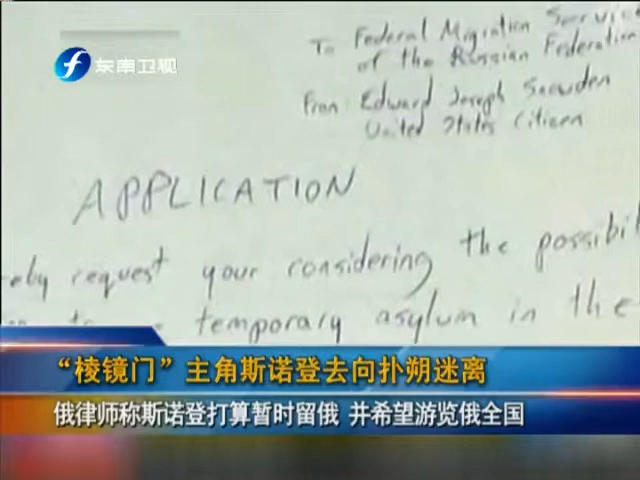 东南卫视
To Federal Migration Service
of the Russian Federation
From: Edward Joseph Snowden
United States Citizen
APPLICATION
eby request your considering the possibil
temporary asylum in the
“棱镜门”主角斯诺登去向扑朔迷离
俄律师称斯诺登打算暂时留俄 并希望游览俄全国